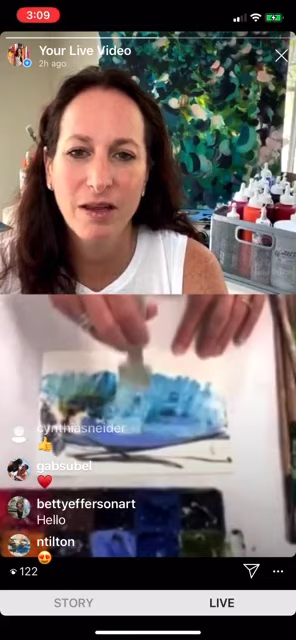 3:09
Your Live Video
2h ago
cynthiasneider
👍
gabsubel
❤️
bettyeffersonart
Hello
ntilton
😍
122
STORY LIVE